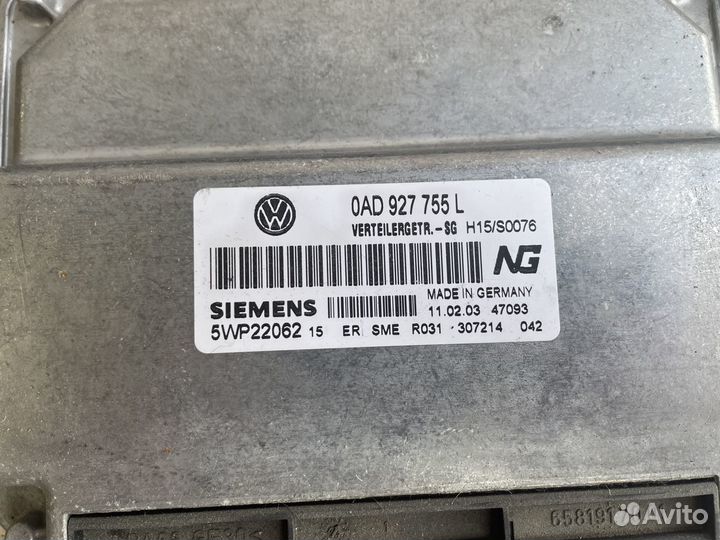 0AD 927 755 L
VERTEILERGETR.-SG H15/S0076
NG
SIEMENS MADE IN GERMANY
11.02.03 47093
5WP22062 15 ER SME R031 307214 042
658191
Avito